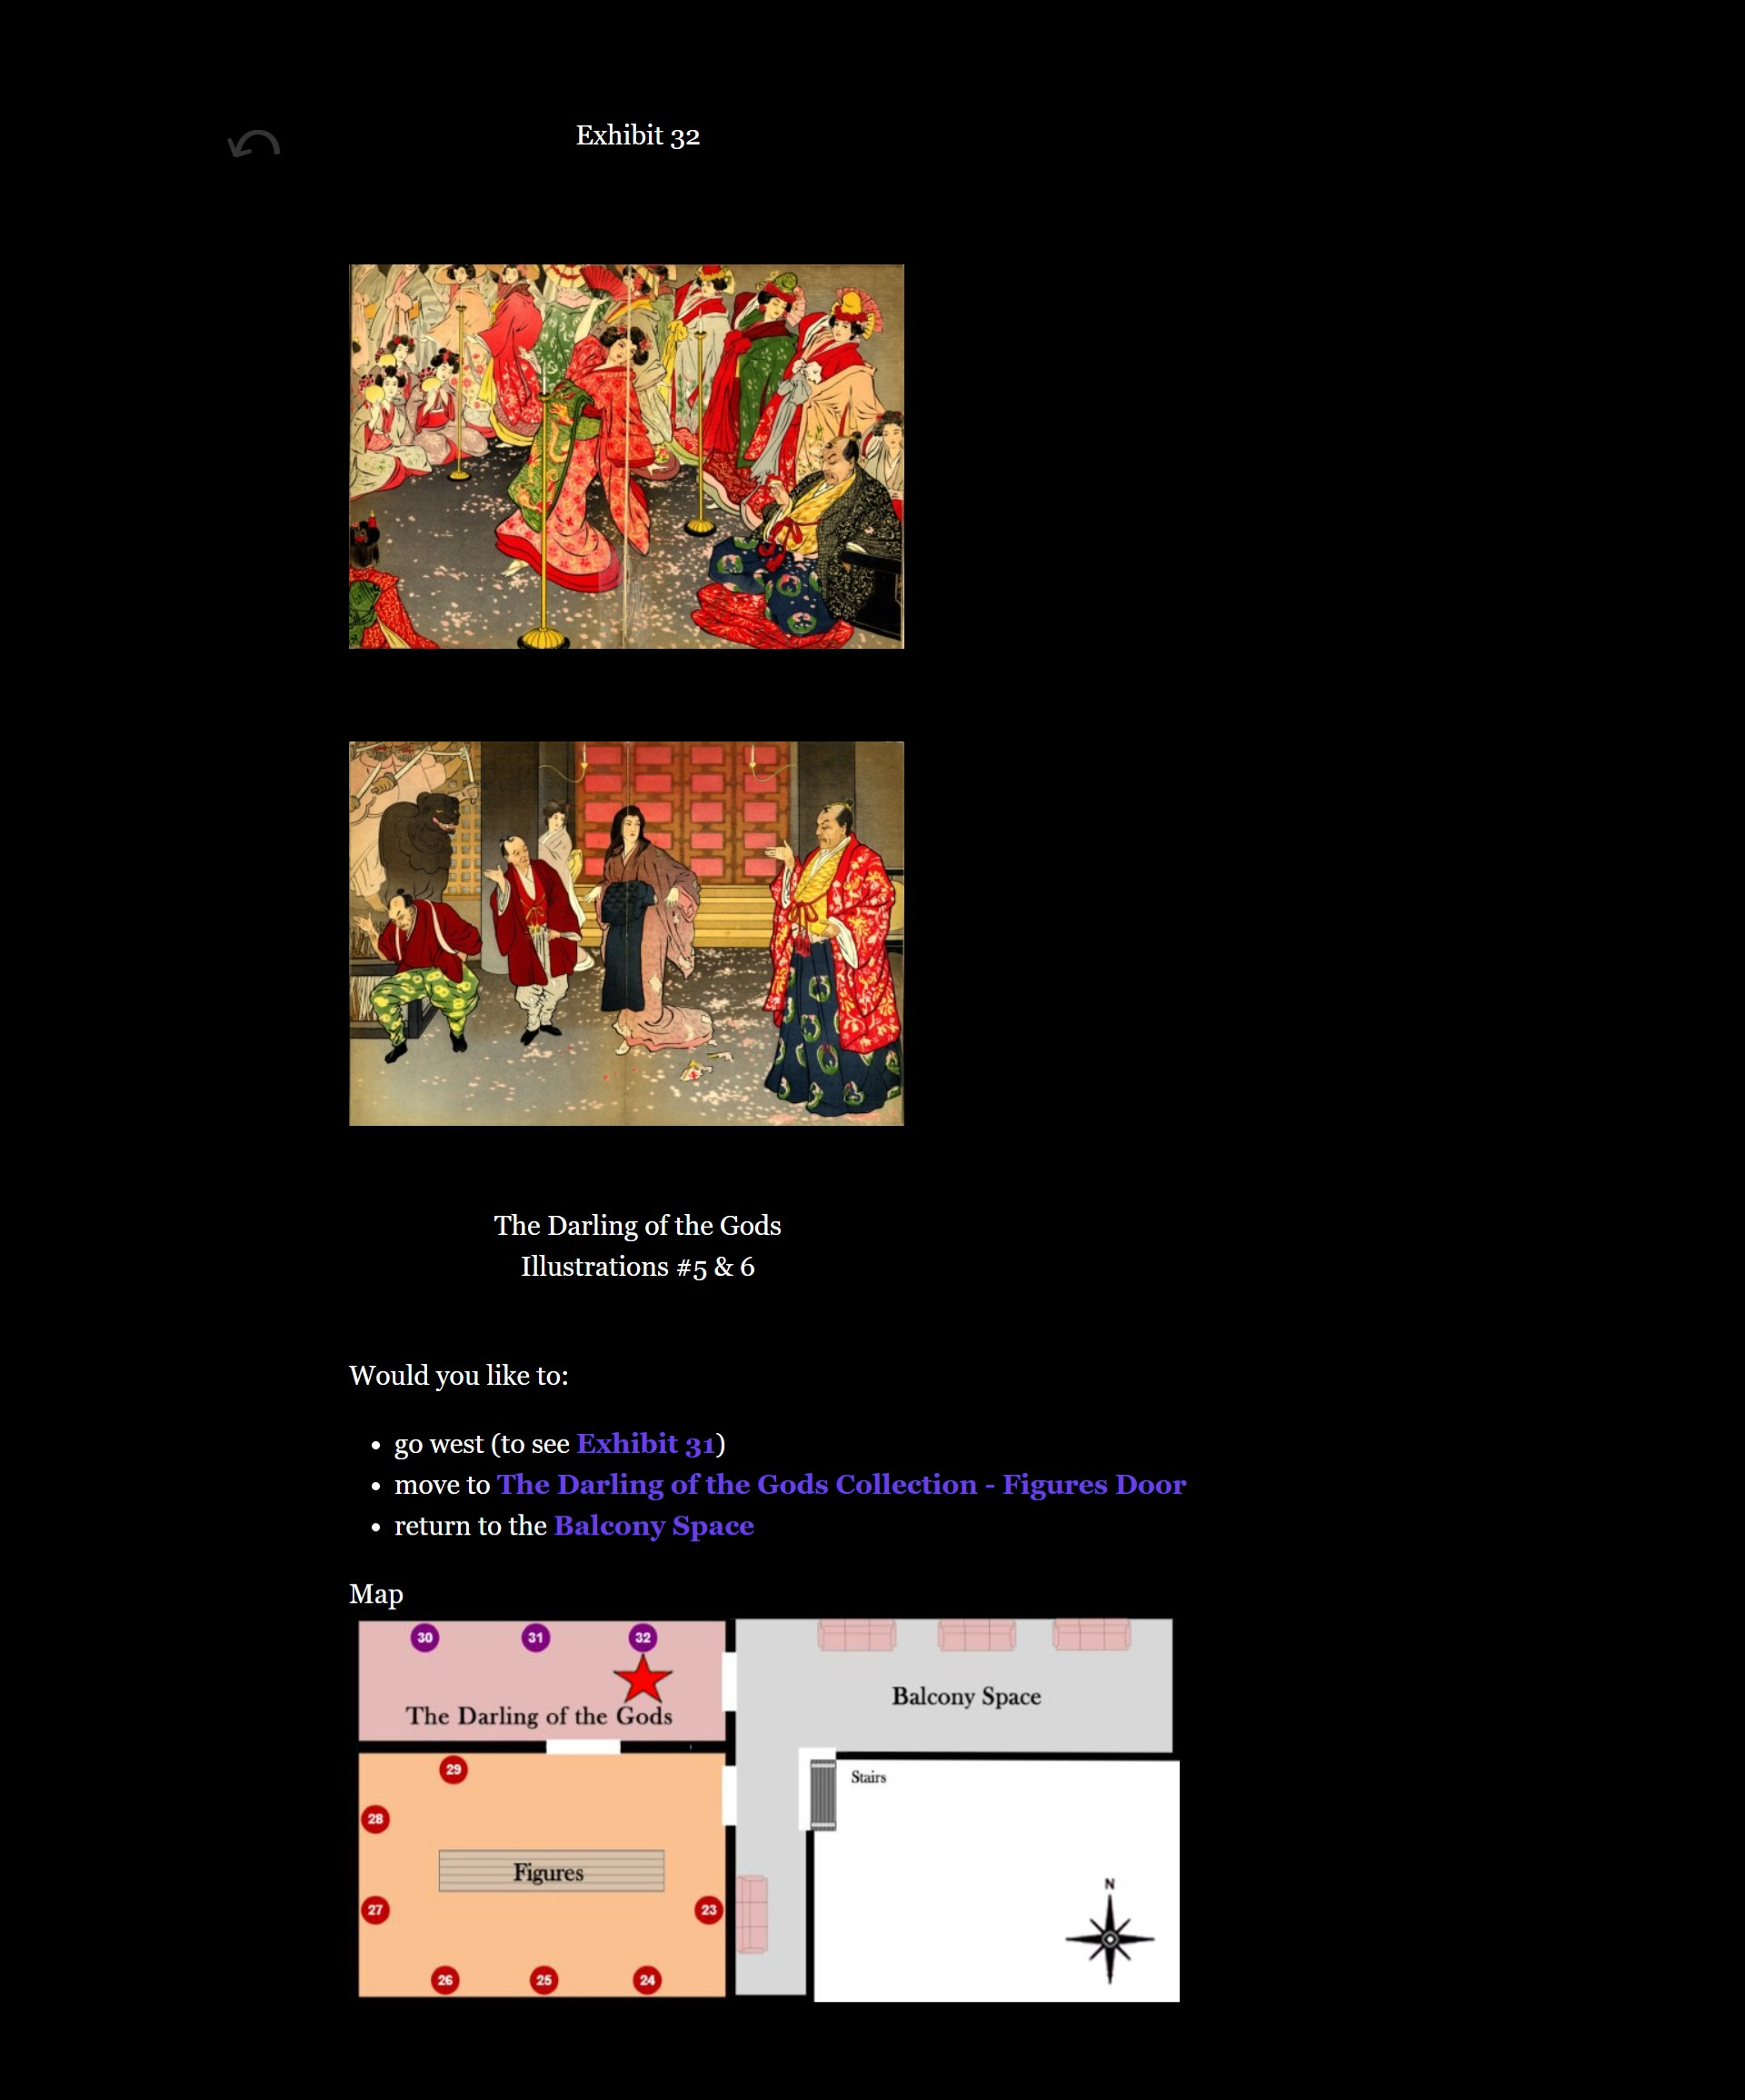 Exhibit 32
The Darling of the Gods
Illustrations #5 & 6
Would you like to:
• go west (to see Exhibit 31)
• move to The Darling of the Gods Collection - Figures Door
• return to the Balcony Space
Map
30 31 32
The Darling of the Gods
Balcony Space
29
Stairs
28
Figures
N
27
23
26 25 24